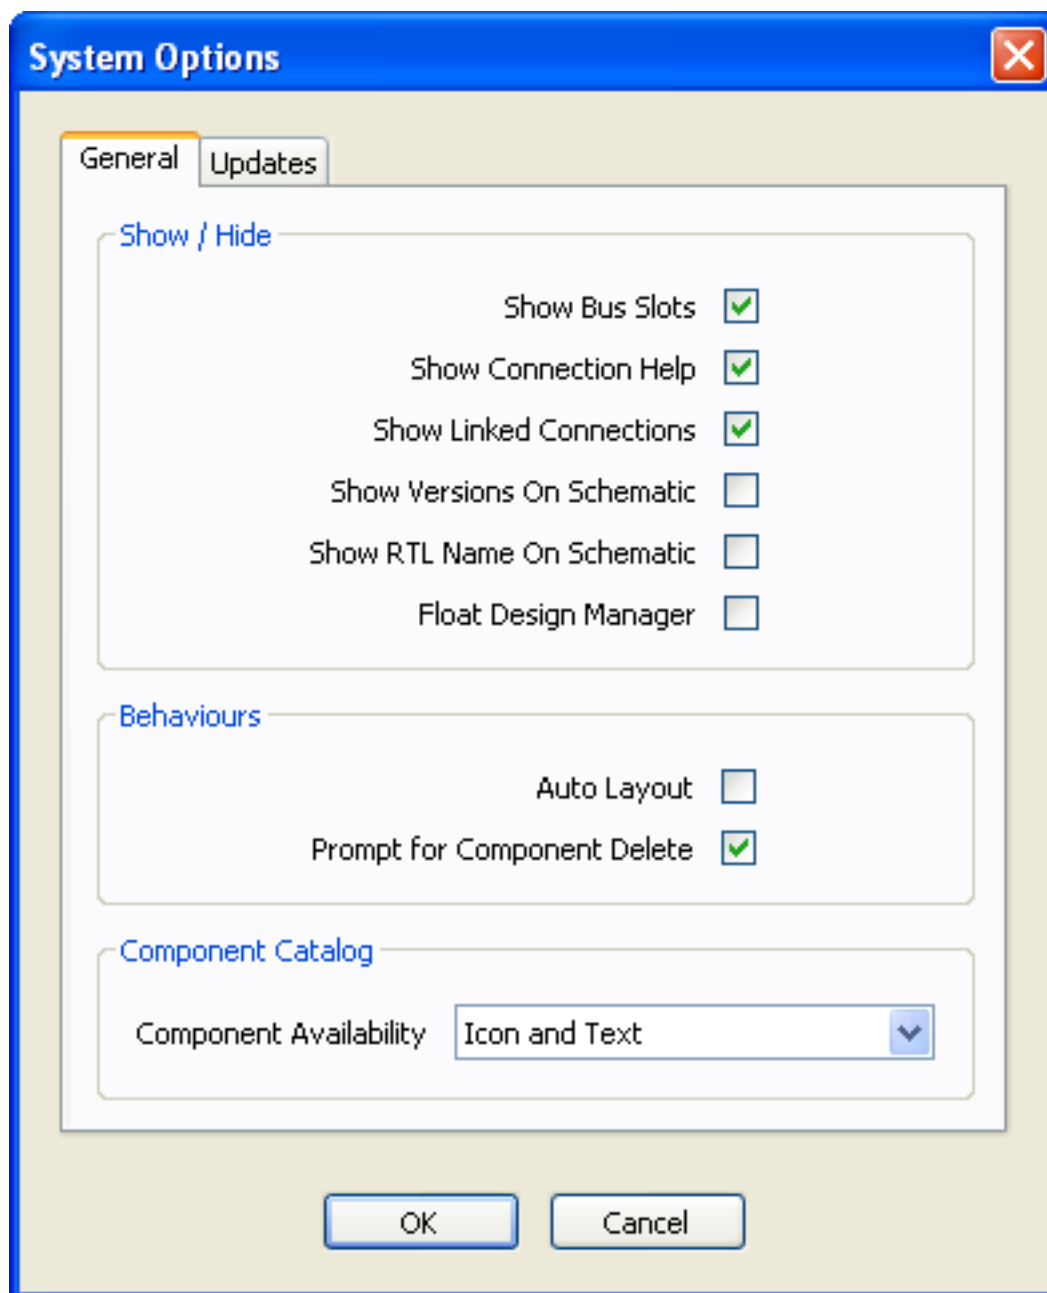 System Options
General
Updates
Show / Hide
Show Bus Slots
Show Connection Help
Show Linked Connections
Show Versions On Schematic
Show RTL Name On Schematic
Float Design Manager
Behaviours
Auto Layout
Prompt for Component Delete
Component Catalog
Component Availability
Icon and Text
OK
Cancel